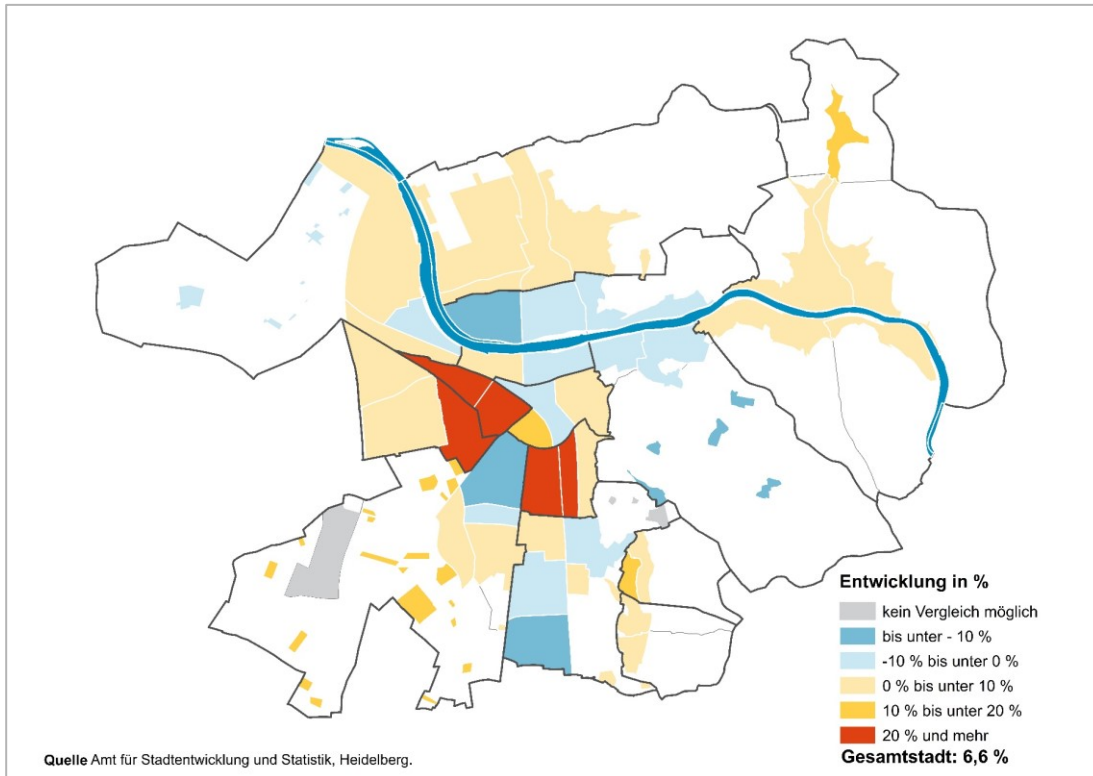 Entwicklung in %
kein Vergleich möglich
bis unter - 10 %
-10 % bis unter 0 %
0 % bis unter 10 %
10 % bis unter 20 %
20 % und mehr
Gesamtstadt: 6,6 %
Quelle Amt für Stadtentwicklung und Statistik, Heidelberg.